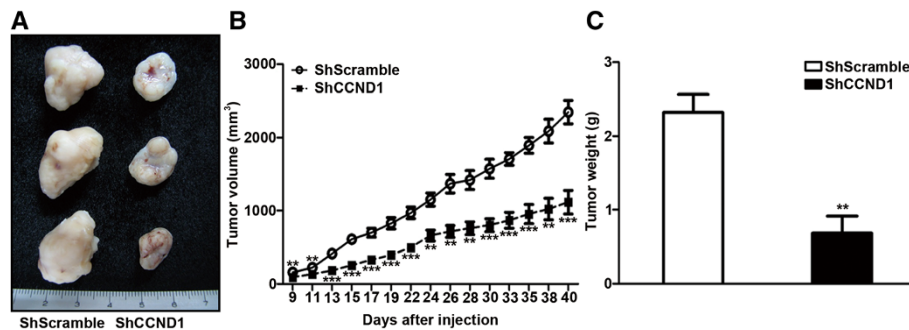 A
2
ShScramble ShCCND1
B
3000
2000
1000
0
Tumor volume (mm³)
ShScramble
ShCCND1
** ** *** *** *** *** *** ** ** ** *** *** *** ** ***
9 11 13 15 17 19 22 24 26 28 30 33 35 38 40
Days after injection
C
3
2
1
0
Tumor weight (g)
ShScramble
ShCCND1
**